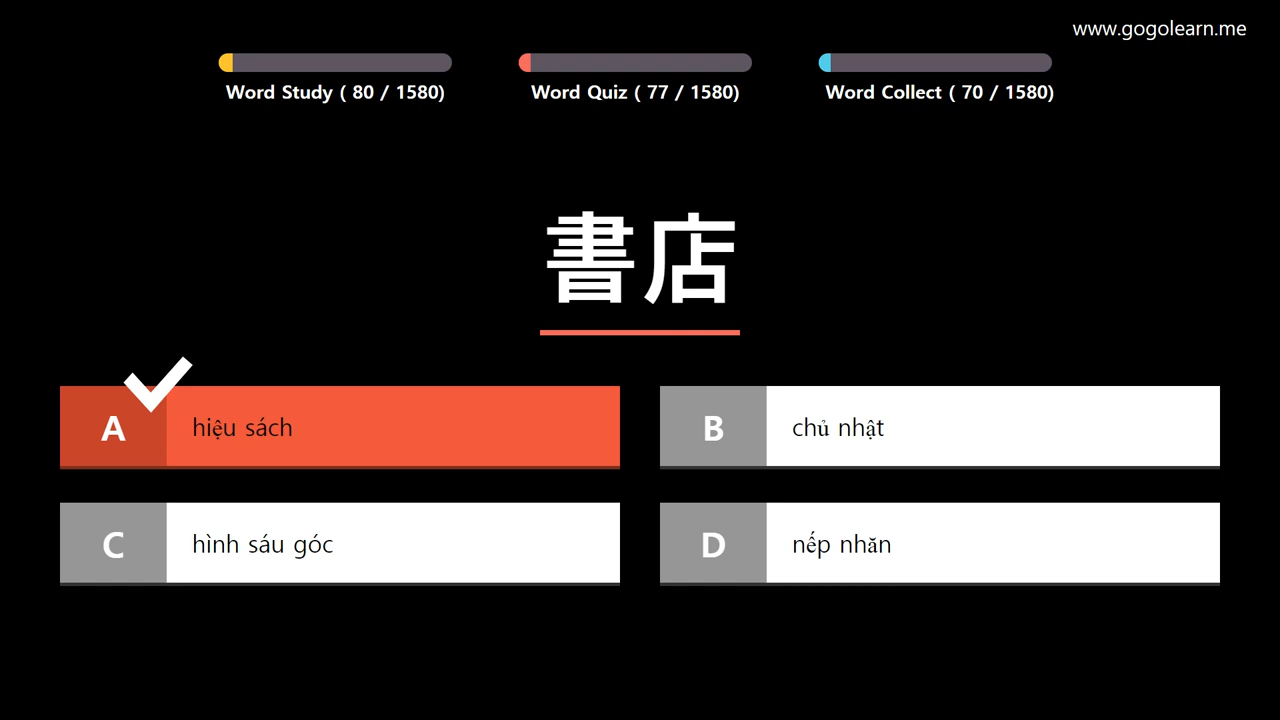 www.gogolearn.me
Word Study ( 80 / 1580)
Word Quiz ( 77 / 1580)
Word Collect ( 70 / 1580)
書店
A hiệu sách
B chủ nhật
C hình sáu góc
D nếp nhăn